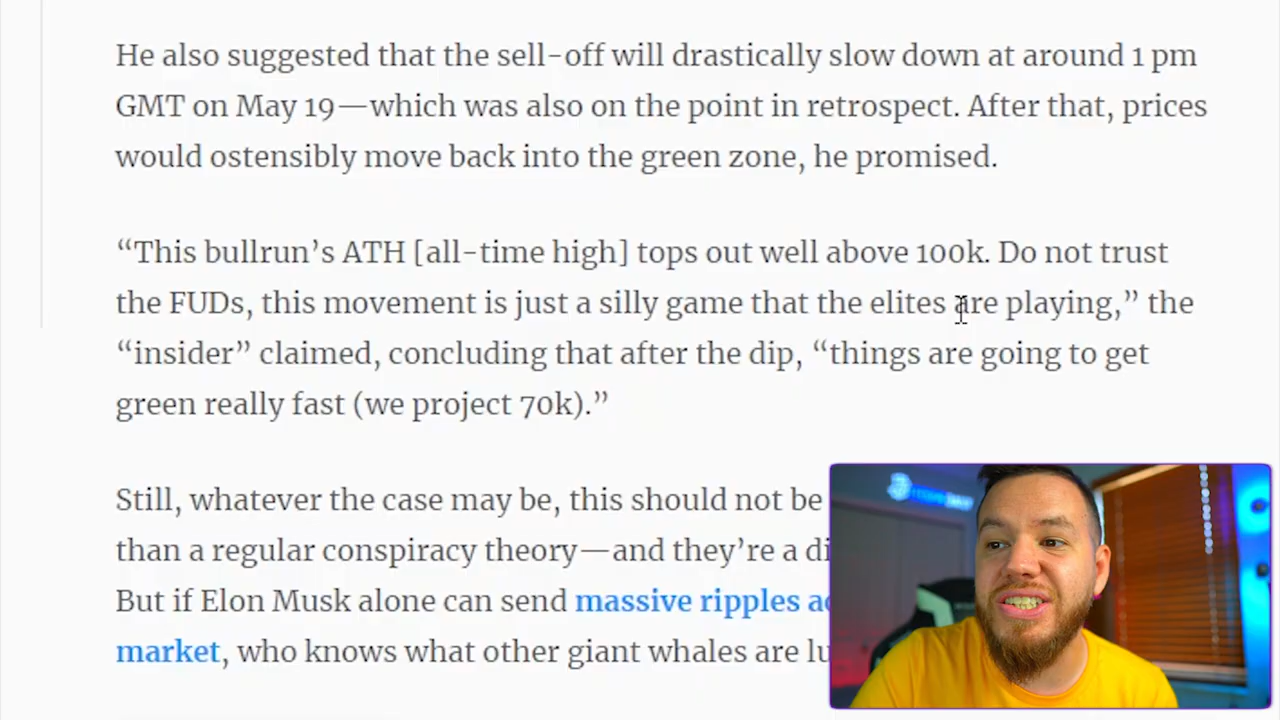 He also suggested that the sell-off will drastically slow down at around 1 pm
GMT on May 19—which was also on the point in retrospect. After that, prices
would ostensibly move back into the green zone, he promised.
“This bullrun’s ATH [all-time high] tops out well above 100k. Do not trust
the FUDs, this movement is just a silly game that the elites are playing,” the
“insider” claimed, concluding that after the dip, “things are going to get
green really fast (we project 70k).”
Still, whatever the case may be, this should not be
than a regular conspiracy theory—and they’re a di
But if Elon Musk alone can send massive ripples a
market, who knows what other giant whales are lu